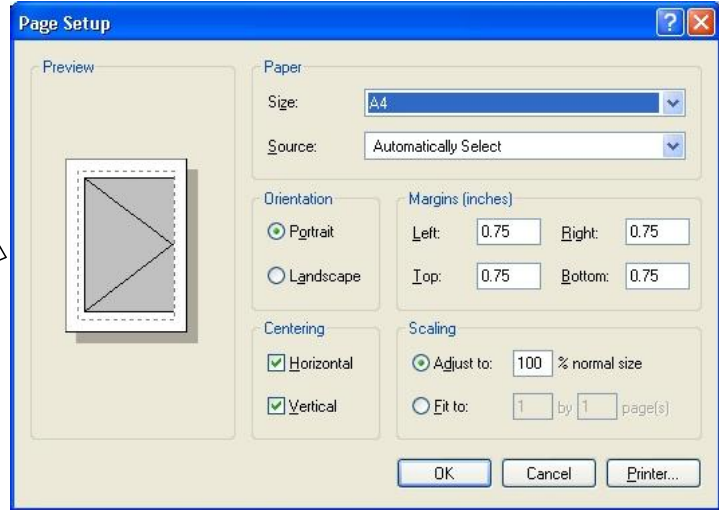 Page Setup
Preview
Paper
Size: A4
Source: Automatically Select
Orientation
Portrait
Landscape
Margins (inches)
Left: 0.75 Right: 0.75
Top: 0.75 Bottom: 0.75
Centering
Horizontal
Vertical
Scaling
Adjust to: 100 % normal size
Fit to: 1 by 1 page(s)
OK Cancel Printer...